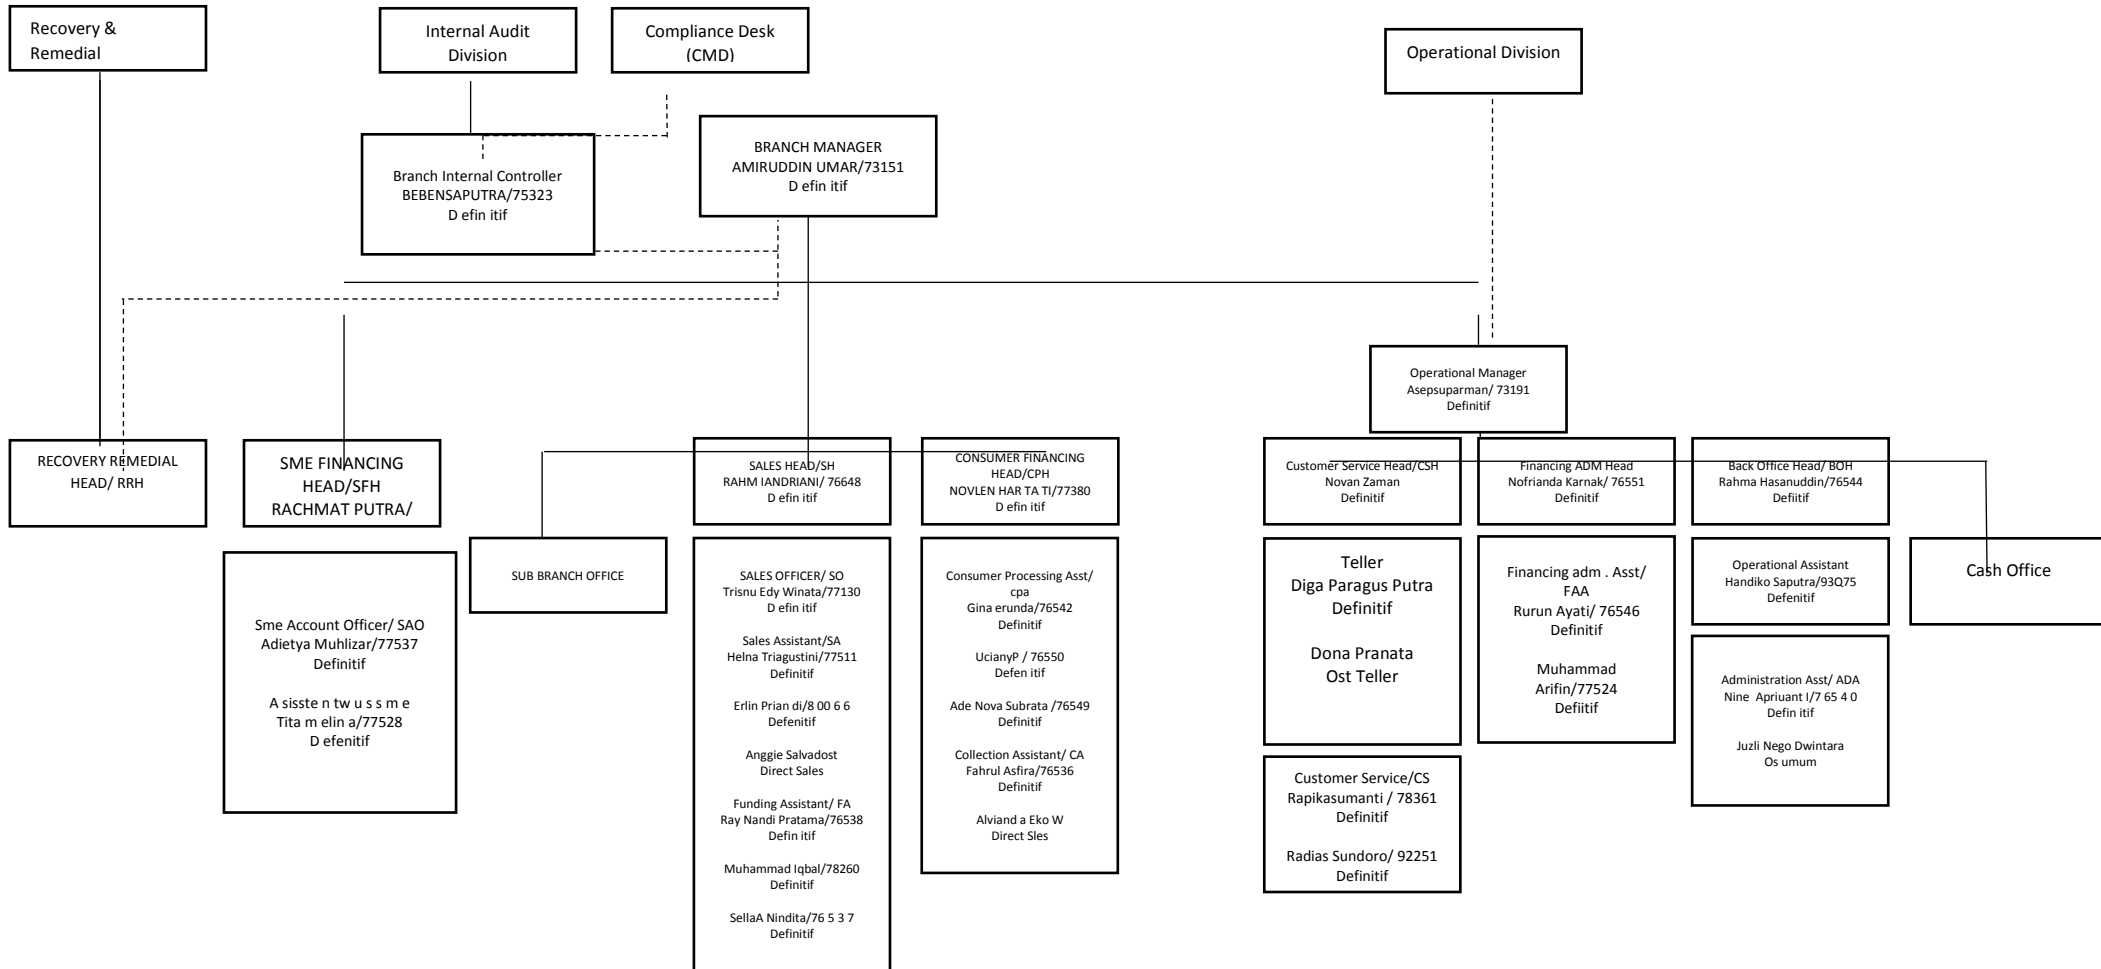 Recovery &
Remedial
Internal Audit
Division
Compliance Desk
(CMD)
Operational Division
Branch Internal Controller
BEBENSAPUTRA/75323
D efin itif
BRANCH MANAGER
AMIRUDDIN UMAR/73151
D efin itif
Operational Manager
Asepsuparman/ 73191
Definitif
RECOVERY REMEDIAL
HEAD/ RRH
SME FINANCING
HEAD/SFH
RACHMAT PUTRA/
SALES HEAD/SH
RAHM IANDRIANI/ 76648
D efin itif
CONSUMER FINANCING
HEAD/CPH
NOVLEN HAR TA TI/77380
D efin itif
Customer Service Head/CSH
Novan Zaman
Definitif
Financing ADM Head
Nofrianda Karnak/ 76551
Definitif
Back Office Head/ BOH
Rahma Hasanuddin/76544
Defiitif
Sme Account Officer/ SAO
Adietya Muhlizar/77537
Definitif
A sisste n tw u s s m e
Tita m elin a/77528
D efenitif
SUB BRANCH OFFICE
SALES OFFICER/ SO
Trisnu Edy Winata/77130
D efin itif
Sales Assistant/SA
Helna Triagustini/77511
Definitif
Erlin Prian di/8 00 6 6
Defenitif
Anggie Salvadost
Direct Sales
Funding Assistant/ FA
Ray Nandi Pratama/76538
Defin itif
Muhammad Iqbal/78260
Definitif
SellaA Nindita/76 5 3 7
Definitif
Consumer Processing Asst/
cpa
Gina erunda/76542
Definitif
UcianyP / 76550
Defen itif
Ade Nova Subrata /76549
Definitif
Collection Assistant/ CA
Fahrul Asfira/76536
Definitif
Alviand a Eko W
Direct Sles
Teller
Diga Paragus Putra
Definitif
Dona Pranata
Ost Teller
Customer Service/CS
Rapikasumanti / 78361
Definitif
Radias Sundoro/ 92251
Definitif
Financing adm . Asst/
FAA
Rurun Ayati/ 76546
Definitif
Muhammad
Arifin/77524
Defiitif
Operational Assistant
Handiko Saputra/93Q75
Defenitif
Administration Asst/ ADA
Nine Apriuant I/7 65 4 0
Defin itif
Juzli Nego Dwintara
Os umum
Cash Office